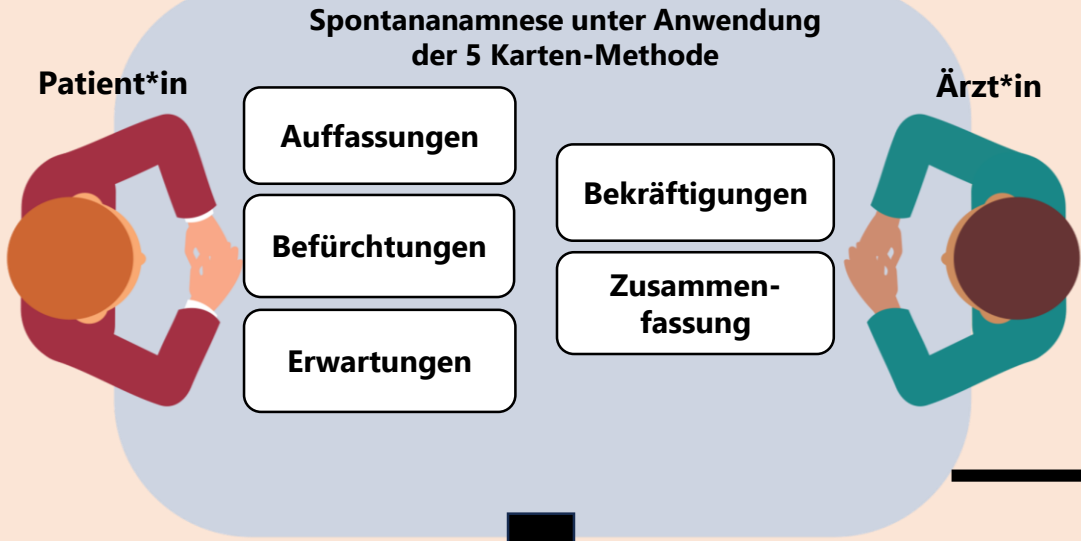 Spontananamnese unter Anwendung
der 5 Karten-Methode
Patient*in
Ärzt*in
Auffassungen
Befürchtungen
Erwartungen
Bekräftigungen
Zusammen-
fassung